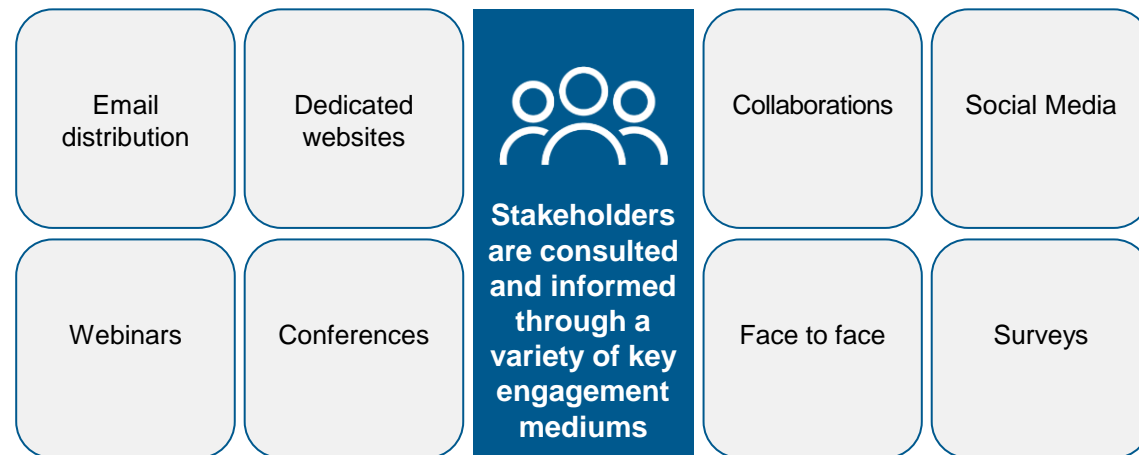 Email
distribution
Dedicated
websites
Collaborations
Social Media
Stakeholders
are consulted
and informed
through a
variety of key
engagement
mediums
Webinars
Conferences
Face to face
Surveys